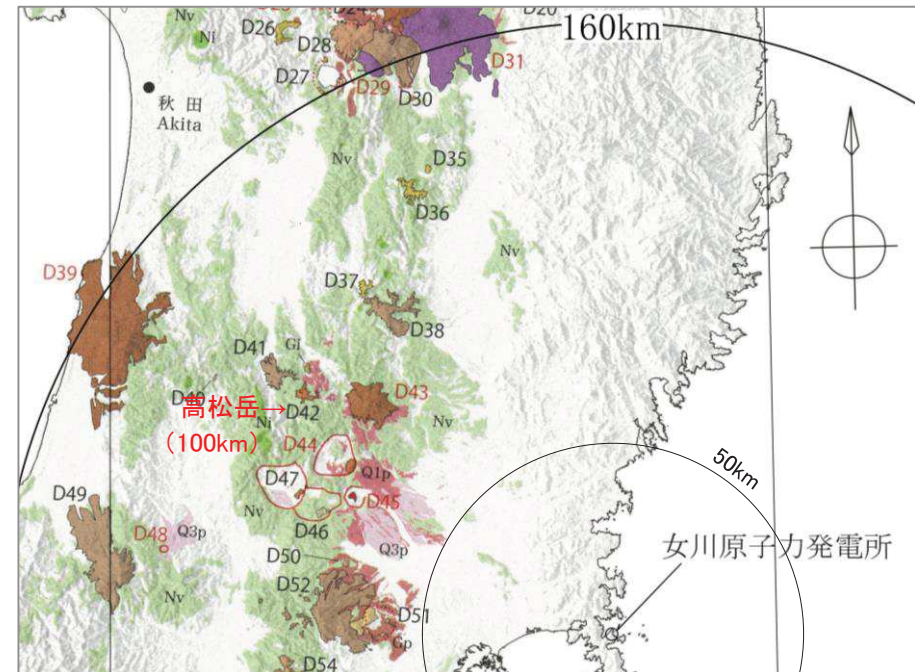 D20
D26
Nv
Ni
D28
160km
D27
D29
D30
D31
秋田
Akita
Nv
D35
D36
Nv
D39
D37
D38
D41
Gl
D40
高松岳→
D42
D43
(100km)
Ni
Nv
D44
50km
D47
Q1p
D45
D49
Nv
D46
D48
Q3p
Q3p
女川原子力発電所
D50
D52
Nv
D51
Gp
D54